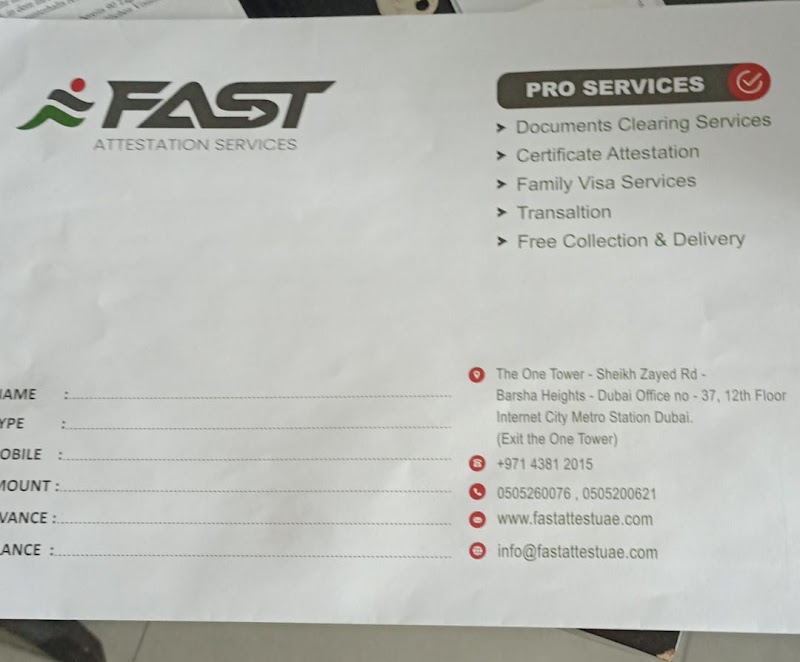 FAST
ATTESTATION SERVICES
PRO SERVICES
➤ Documents Clearing Services
➤ Certificate Attestation
➤ Family Visa Services
➤ Transaltion
➤ Free Collection & Delivery
AME :
YPE :
OBILE :
MOUNT :
VANCE :
ANCE :
The One Tower - Sheikh Zayed Rd -
Barsha Heights - Dubai Office no - 37, 12th Floor
Internet City Metro Station Dubai.
(Exit the One Tower)
+971 4381 2015
0505260076 , 0505200621
www.fastattestuae.com
info@fastattestuae.com